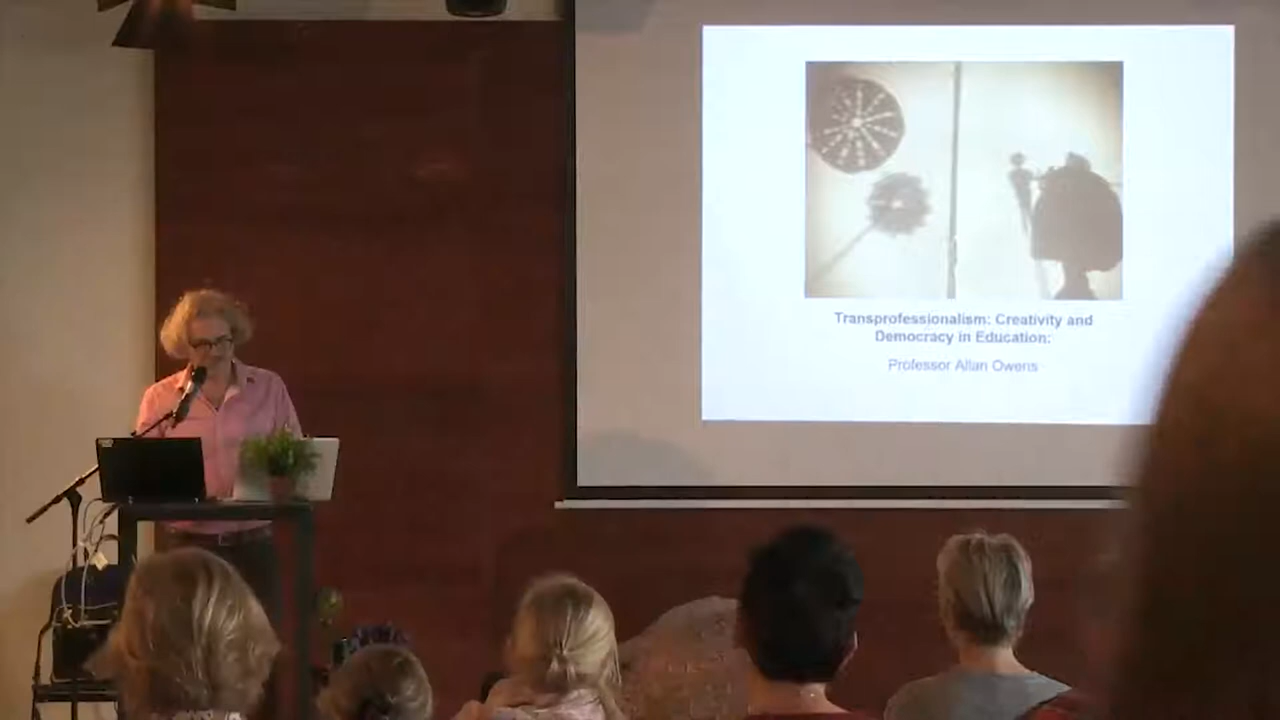 Transprofessionalism: Creativity and
Democracy in Education:
Professor Allan Owens